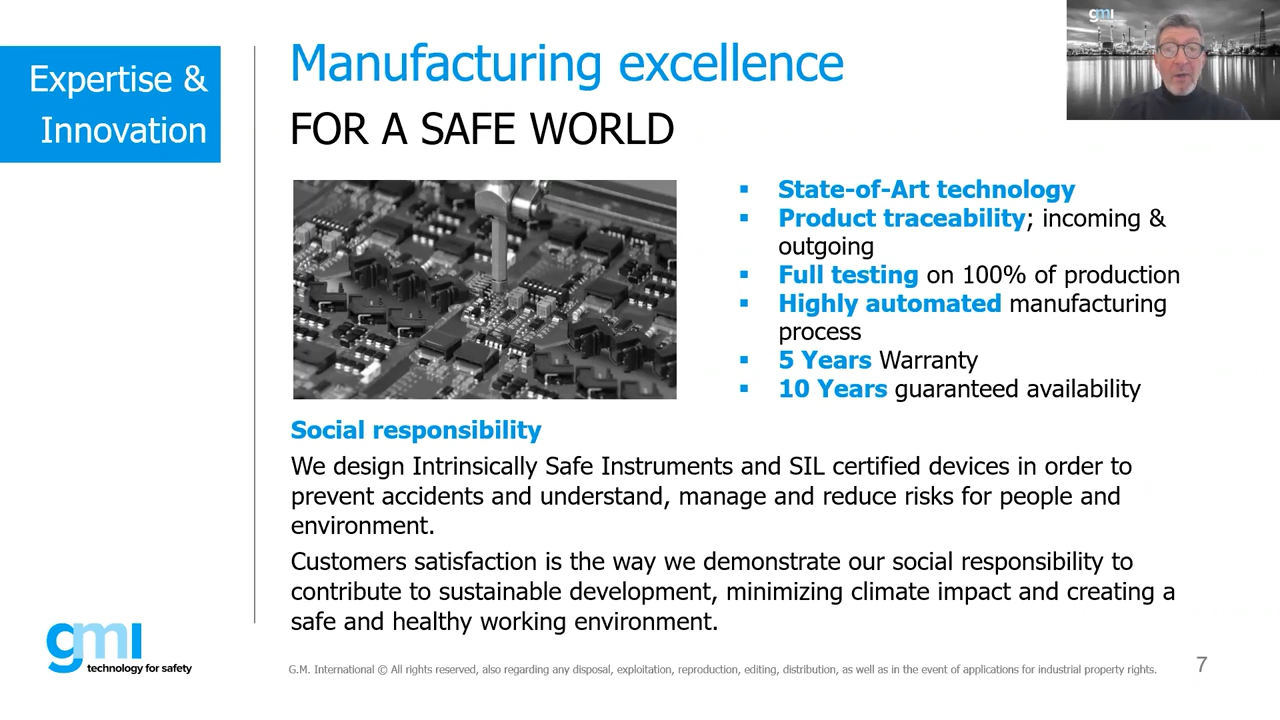 Expertise &
Innovation
Manufacturing excellence
FOR A SAFE WORLD
gmi
▪ State-of-Art technology
▪ Product traceability; incoming &
outgoing
▪ Full testing on 100% of production
▪ Highly automated manufacturing
process
▪ 5 Years Warranty
▪ 10 Years guaranteed availability
Social responsibility
We design Intrinsically Safe Instruments and SIL certified devices in order to
prevent accidents and understand, manage and reduce risks for people and
environment.
Customers satisfaction is the way we demonstrate our social responsibility to
contribute to sustainable development, minimizing climate impact and creating a
safe and healthy working environment.
gmi
technology for safety
G.M. International © All rights reserved, also regarding any disposal, exploitation, reproduction, editing, distribution, as well as in the event of applications for industrial property rights.
7